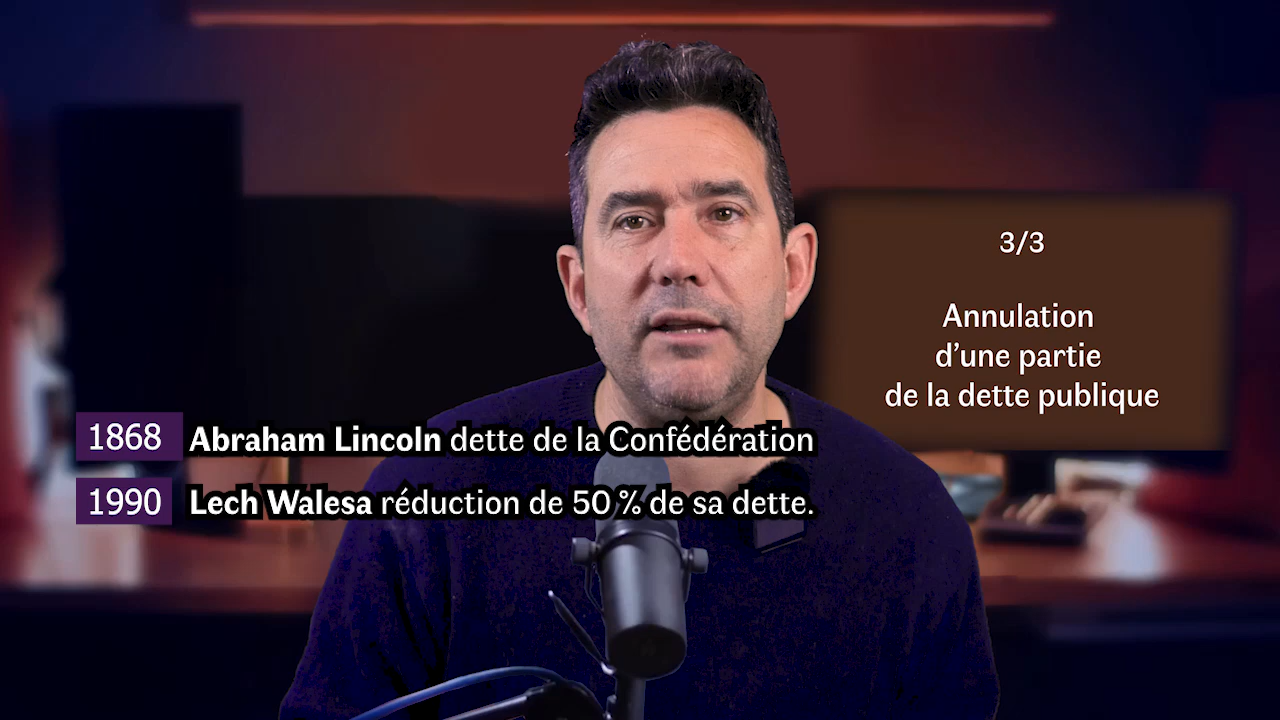 3/3
Annulation
d’une partie
de la dette publique
1868 Abraham Lincoln dette de la Confédération
1990 Lech Walesa réduction de 50 % de sa dette.